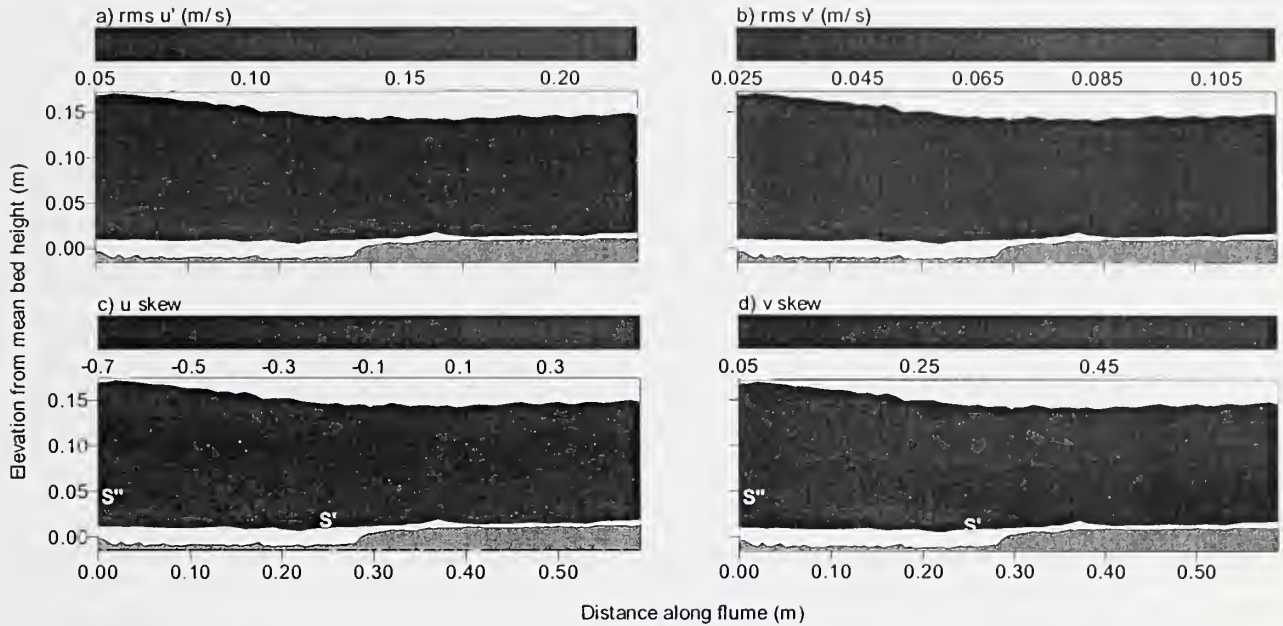 a) rms u' (m/s)
b) rms v' (m/s)
0.05 0.10 0.15 0.20
0.025 0.045 0.065 0.085 0.105
0.15
0.10
0.05
0.00
c) u skew
d) v skew
-0.7 -0.5 -0.3 -0.1 0.1 0.3
0.05 0.25 0.45
0.15
0.10
0.05
0.00
S"
S'
S"
S'
0.00 0.10 0.20 0.30 0.40 0.50
0.00 0.10 0.20 0.30 0.40 0.50
Elevation from mean bed height (m)
Distance along flume (m)